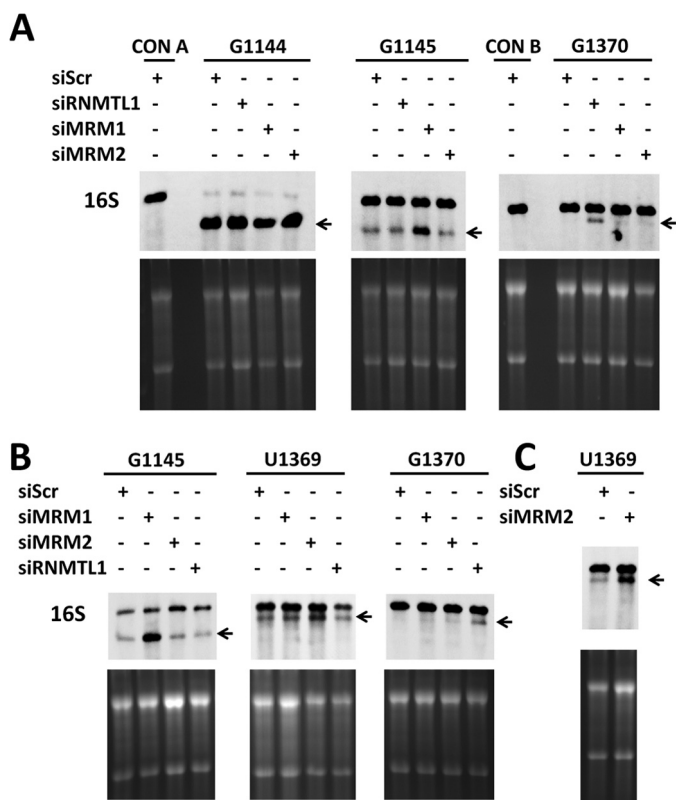 A
CON A G1144 G1145 CON B G1370
siScr + + - - - + - - - + + - - -
siRNMTL1 - - + - - - + - - - - + - -
siMRM1 - - - + - - - + - - - - + -
siMRM2 - - - - + - - - + - - - - +
16S
B
G1145 U1369 G1370
siScr + - - - + - - - + - - -
siMRM1 - + - - - + - - - + - -
siMRM2 - - + - - - + - - - + -
siRNMTL1 - - - + - - - + - - - +
16S
C
U1369
siScr + -
siMRM2 - +